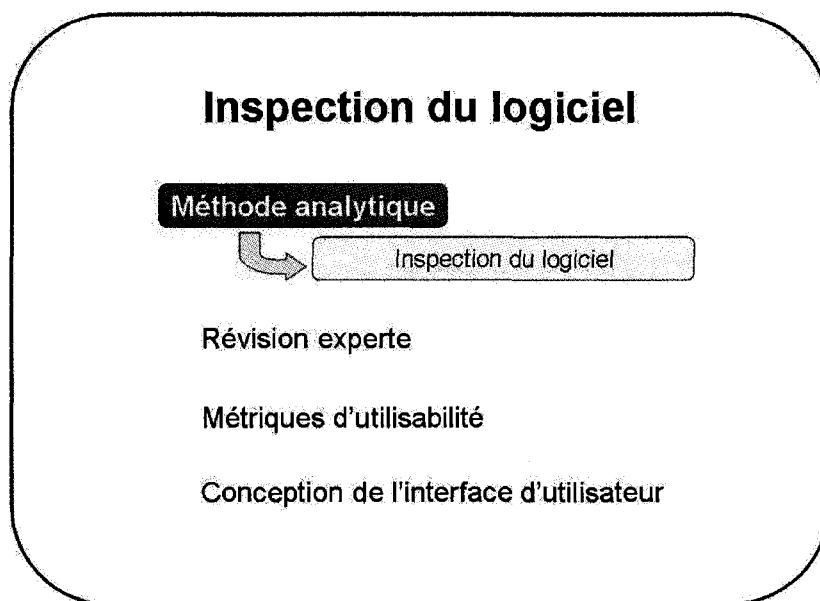 Inspection du logiciel
Méthode analytique
Inspection du logiciel
Révision experte
Métriques d'utilisabilité
Conception de l'interface d'utilisateur